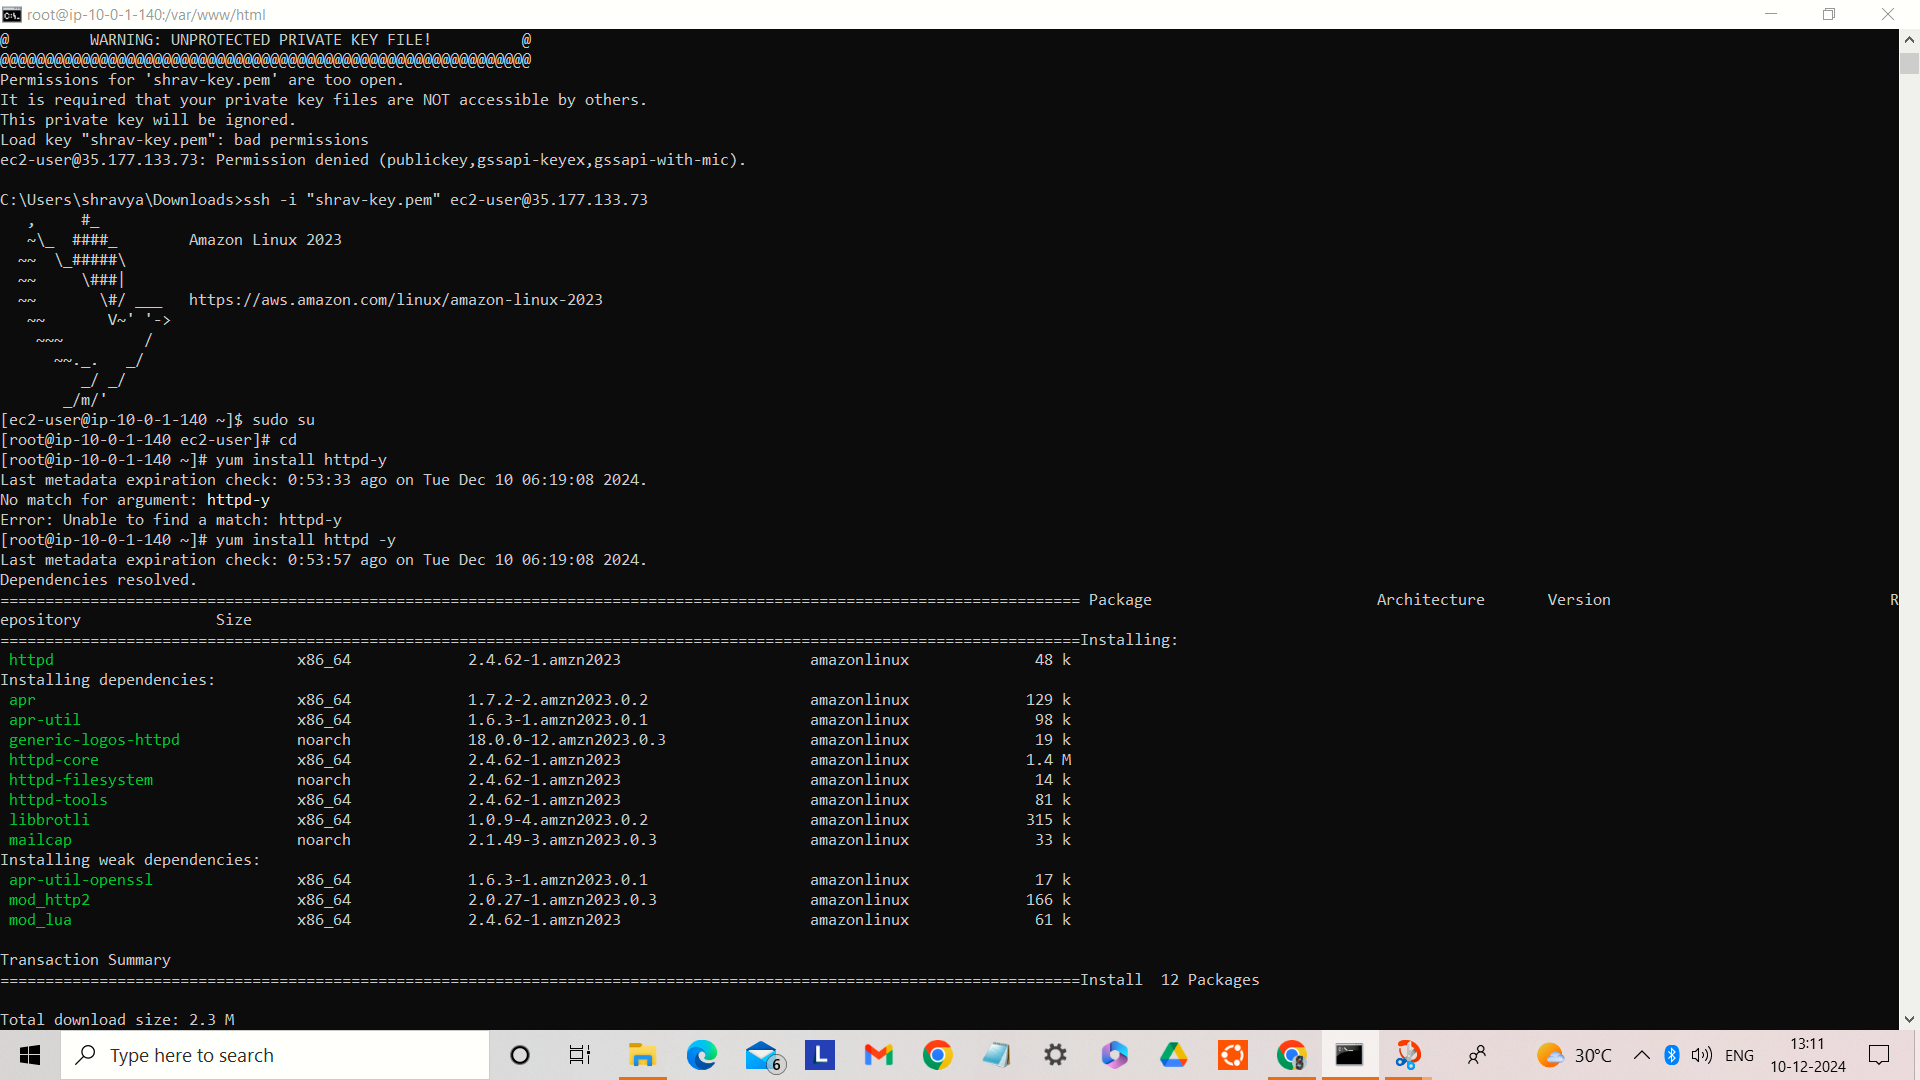 root@ip-10-0-1-140:/var/www/html
@         WARNING: UNPROTECTED PRIVATE KEY FILE!          @
@@@@@@@@@@@@@@@@@@@@@@@@@@@@@@@@@@@@@@@@@@@@@@@@@@@@@@@@@@@
Permissions for 'shrav-key.pem' are too open.
It is required that your private key files are NOT accessible by others.
This private key will be ignored.
Load key "shrav-key.pem": bad permissions
ec2-user@35.177.133.73: Permission denied (publickey,gssapi-keyex,gssapi-with-mic).
C:\Users\shravya\Downloads>ssh -i "shrav-key.pem" ec2-user@35.177.133.73
   ,     #_
   ~\_  ####_        Amazon Linux 2023
  ~~  \_#####\
  ~~     \###|
  ~~       \#/ ___   https://aws.amazon.com/linux/amazon-linux-2023
   ~~       V~' '->
    ~~~         /
      ~~._.   _/
         _/ _/
       _/m/'
[ec2-user@ip-10-0-1-140 ~]$ sudo su
[root@ip-10-0-1-140 ec2-user]# cd
[root@ip-10-0-1-140 ~]# yum install httpd-y
Last metadata expiration check: 0:53:33 ago on Tue Dec 10 06:19:08 2024.
No match for argument: httpd-y
Error: Unable to find a match: httpd-y
[root@ip-10-0-1-140 ~]# yum install httpd -y
Last metadata expiration check: 0:53:57 ago on Tue Dec 10 06:19:08 2024.
Dependencies resolved.
======================================================================================================================== Package                         Architecture       Version                               R
epository               Size
========================================================================================================================Installing:
 httpd                           x86_64             2.4.62-1.amzn2023                     amazonlinux              48 k
Installing dependencies:
 apr                             x86_64             1.7.2-2.amzn2023.0.2                  amazonlinux             129 k
 apr-util                        x86_64             1.6.3-1.amzn2023.0.1                  amazonlinux              98 k
 generic-logos-httpd             noarch             18.0.0-12.amzn2023.0.3                amazonlinux              19 k
 httpd-core                      x86_64             2.4.62-1.amzn2023                     amazonlinux             1.4 M
 httpd-filesystem                noarch             2.4.62-1.amzn2023                     amazonlinux              14 k
 httpd-tools                     x86_64             2.4.62-1.amzn2023                     amazonlinux              81 k
 libbrotli                       x86_64             1.0.9-4.amzn2023.0.2                  amazonlinux             315 k
 mailcap                         noarch             2.1.49-3.amzn2023.0.3                 amazonlinux              33 k
Installing weak dependencies:
 apr-util-openssl                x86_64             1.6.3-1.amzn2023.0.1                  amazonlinux              17 k
 mod_http2                       x86_64             2.0.27-1.amzn2023.0.3                 amazonlinux             166 k
 mod_lua                         x86_64             2.4.62-1.amzn2023                     amazonlinux              61 k
Transaction Summary
========================================================================================================================Install  12 Packages
Total download size: 2.3 M
Type here to search
6
L
30°C
ENG
13:11
10-12-2024